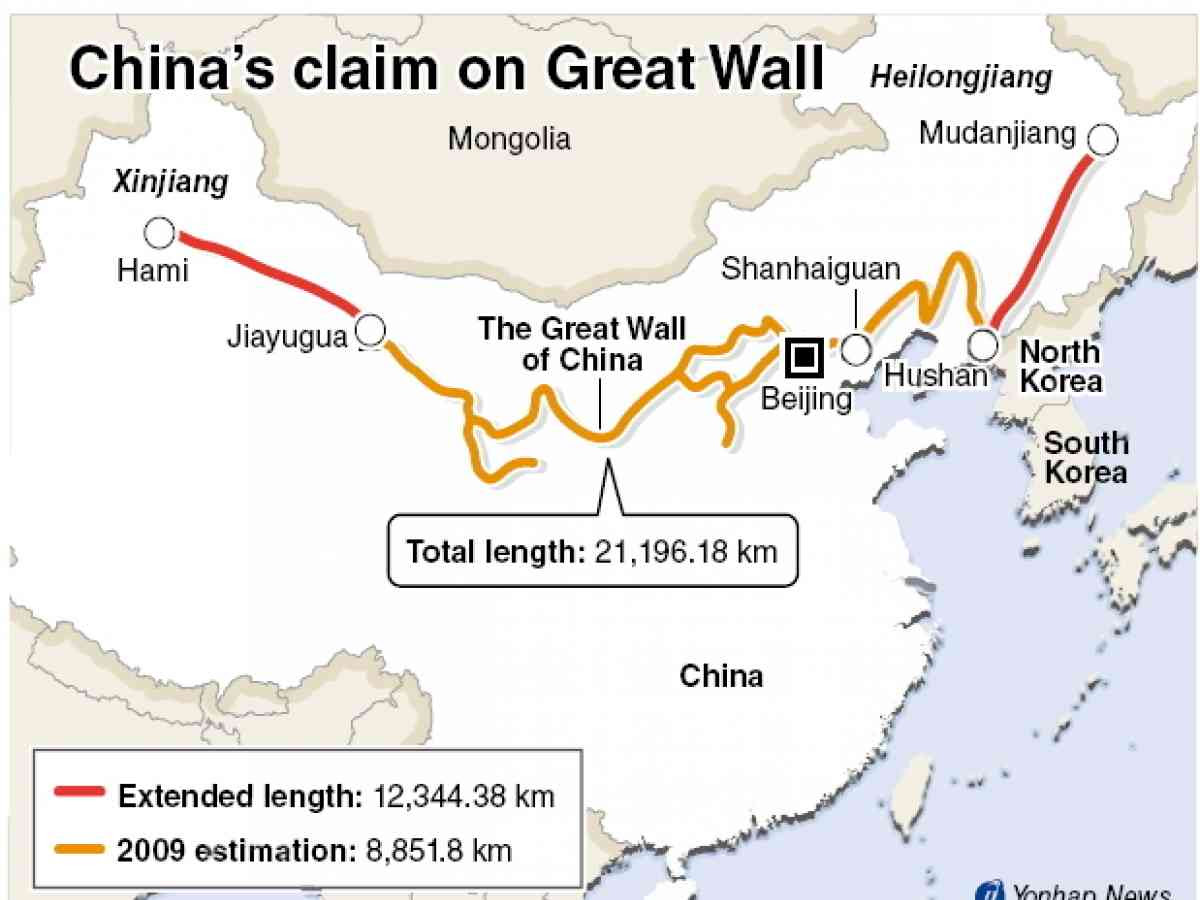 China's claim on Great Wall
Heilongjiang
Mongolia
Mudanjiang
Xinjiang
Hami
Shanhaiguan
Jiayugua
The Great Wall
of China
Hushan
North
Korea
Beijing
South
Korea
Total length: 21,196.18 km
China
Extended length: 12,344.38 km
2009 estimation: 8,851.8 km
Yonhap News